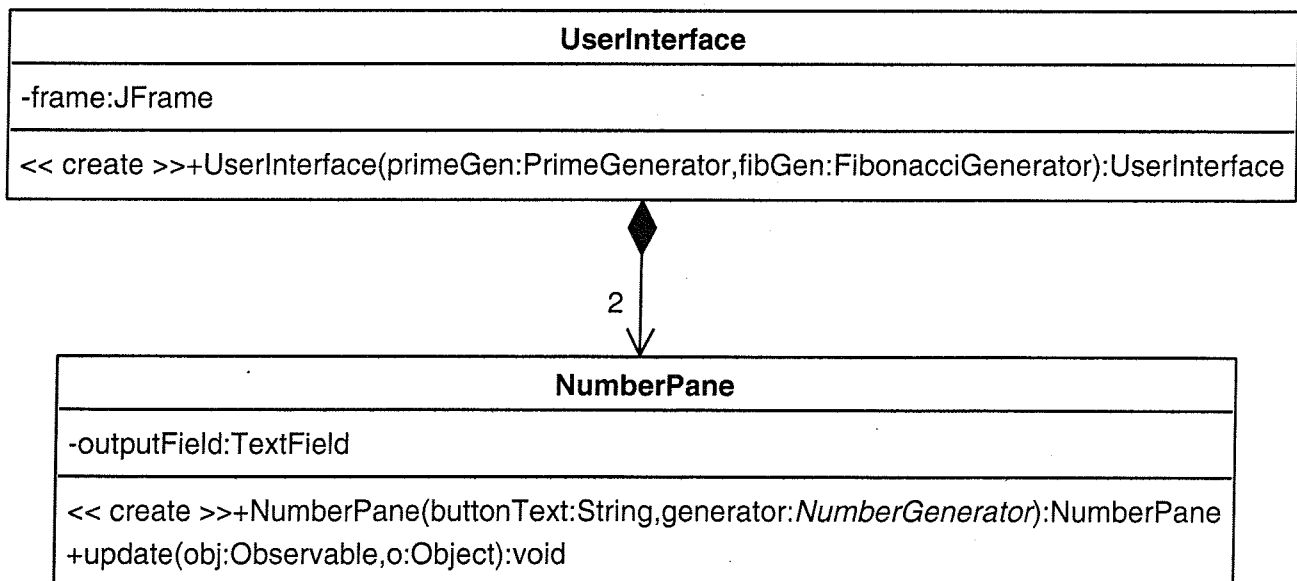 UserInterface
-frame:JFrame
<< create >>+UserInterface(primeGen:PrimeGenerator,fibGen:FibonacciGenerator):UserInterface
2
NumberPane
-outputField:TextField
<< create >>+NumberPane(buttonText:String,generator:NumberGenerator):NumberPane
+update(obj:Observable,o:Object):void